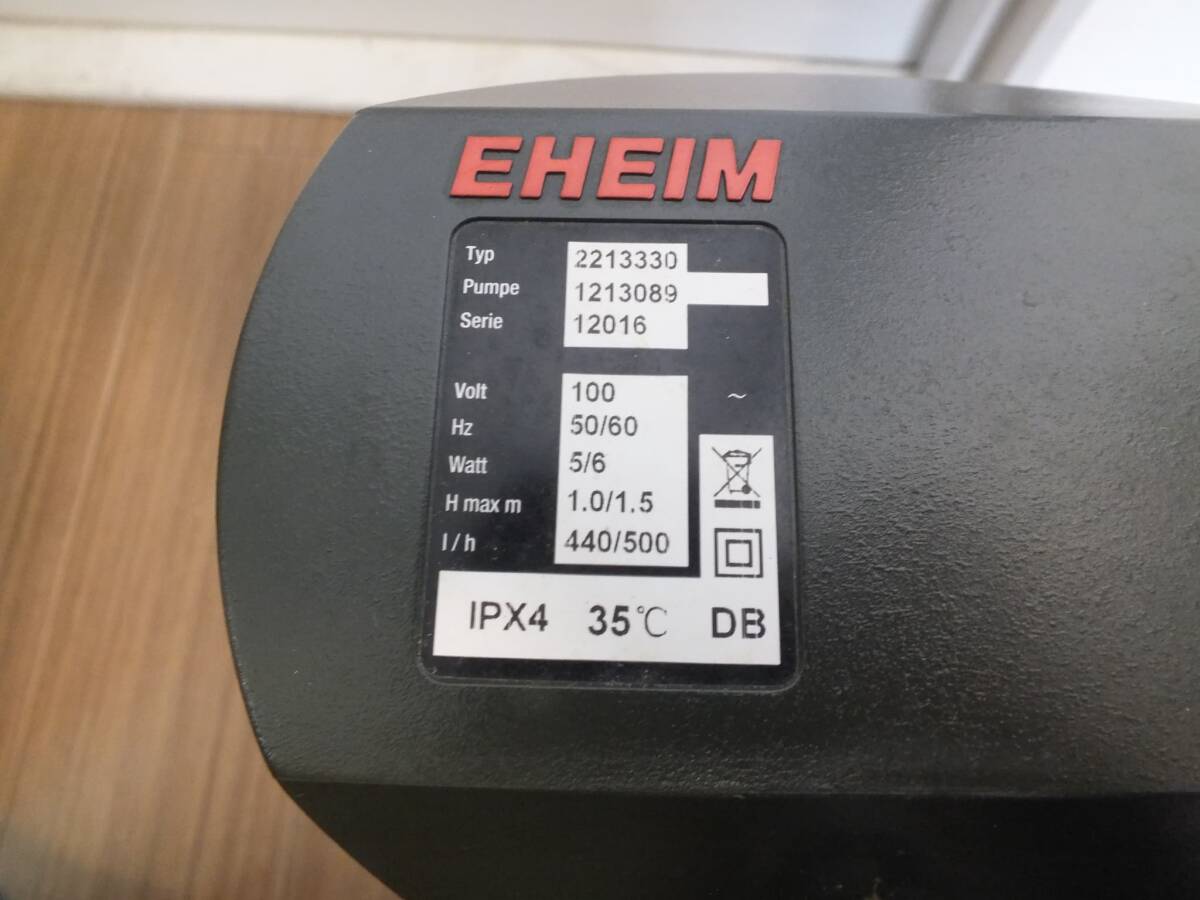 EHEIM
Typ 2213330
Pumpe 1213089
Serie 12016
Volt 100 ~
Hz 50/60
Watt 5/6
H max m 1.0/1.5
l/h 440/500
IPX4 35℃ DB